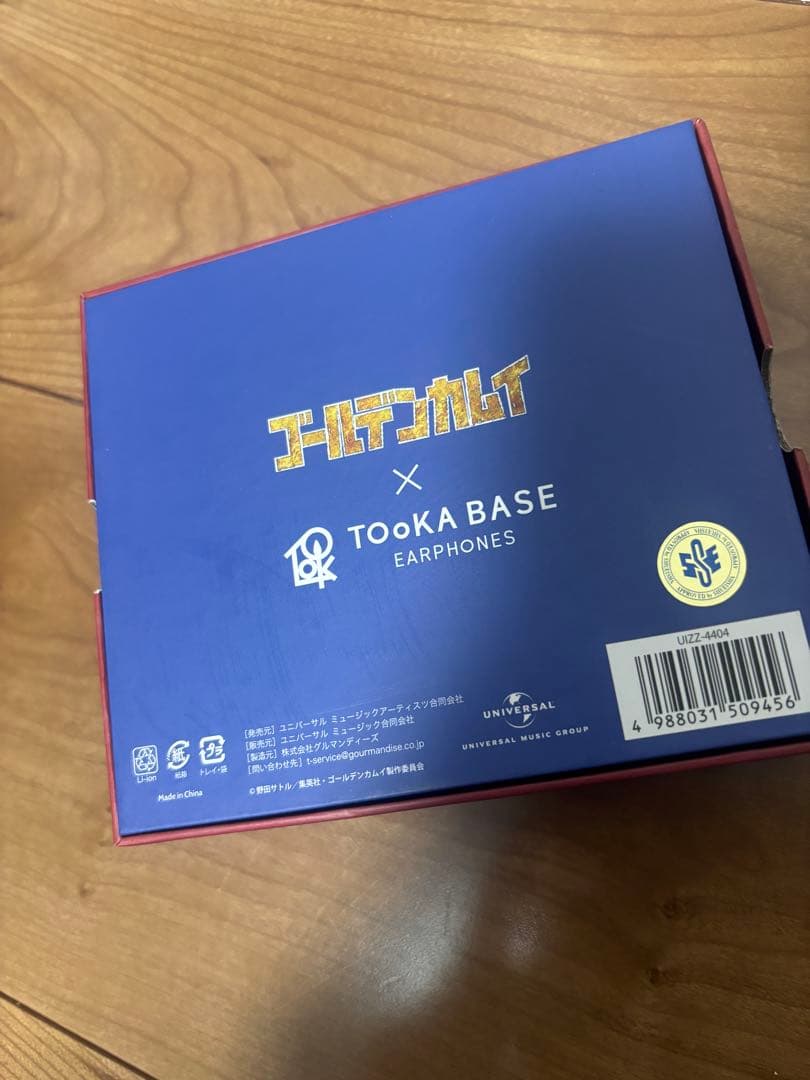 ゴールデンカムイ
×
TOoKA BASE
EARPHONES
UIZZ-4404
4 988031 509456
[発売元] ユニバーサル ミュージックアーティスツ合同会社
[販売元] ユニバーサル ミュージック合同会社
[製造元] 株式会社グルマンディーズ
[問い合わせ先] t-service@gourmandise.co.jp
©野田サトル／集英社・ゴールデンカムイ製作委員会
UNIVERSAL
UNIVERSAL MUSIC GROUP
Li-ion
紙
紙箱
プラ
トレイ・袋
Made in China